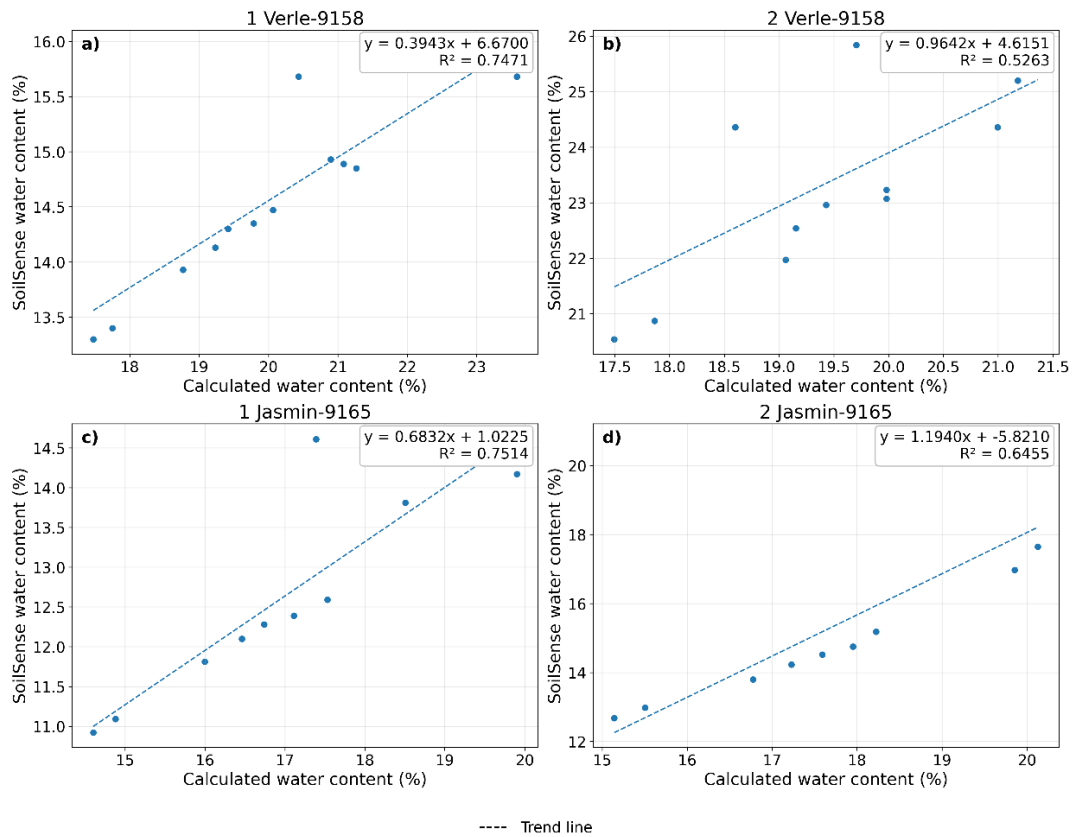 1 Verle-9158
a)
y = 0.3943x + 6.6700
R² = 0.7471
16.0
15.5
15.0
14.5
14.0
13.5
SoilSense water content (%)
18 19 20 21 22 23
Calculated water content (%)
2 Verle-9158
b)
y = 0.9642x + 4.6151
R² = 0.5263
26
25
24
23
22
21
SoilSense water content (%)
17.5 18.0 18.5 19.0 19.5 20.0 20.5 21.0 21.5
Calculated water content (%)
1 Jasmin-9165
c)
y = 0.6832x + 1.0225
R² = 0.7514
14.5
14.0
13.5
13.0
12.5
12.0
11.5
11.0
SoilSense water content (%)
15 16 17 18 19 20
Calculated water content (%)
2 Jasmin-9165
d)
y = 1.1940x + -5.8210
R² = 0.6455
20
18
16
14
12
SoilSense water content (%)
15 16 17 18 19 20
Calculated water content (%)
Trend line